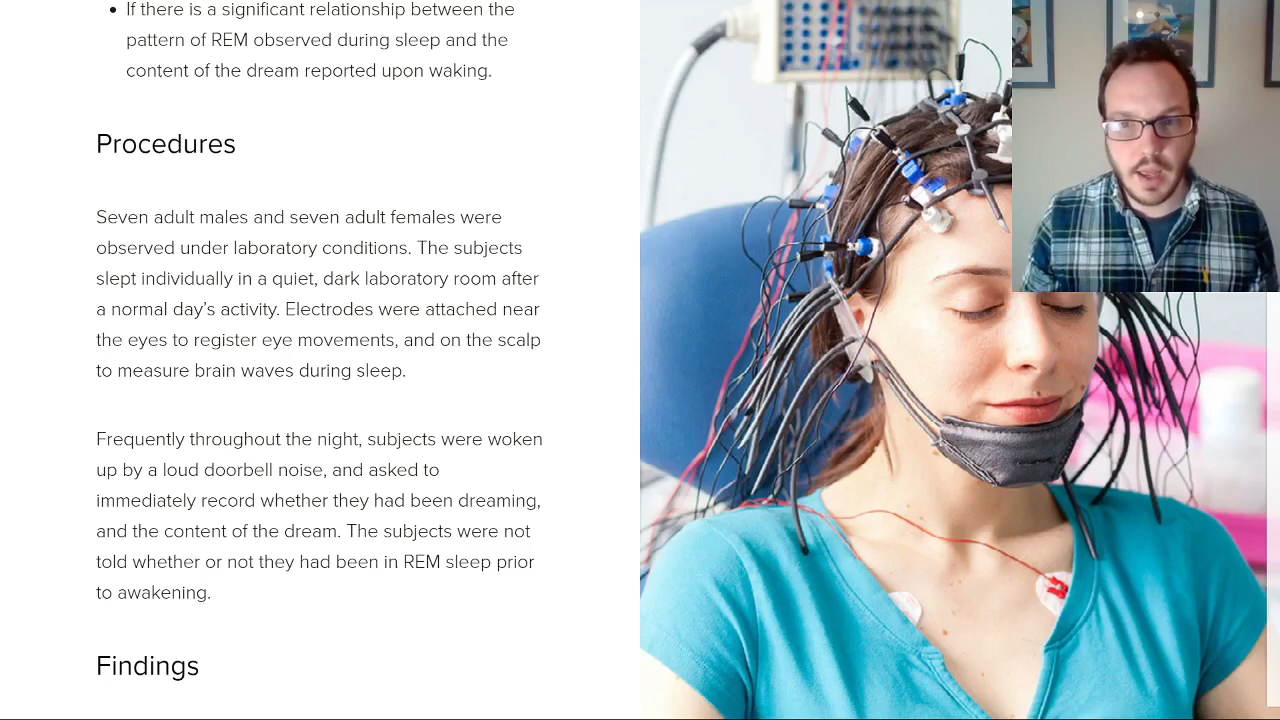 • If there is a significant relationship between the
pattern of REM observed during sleep and the
content of the dream reported upon waking.
Procedures
Seven adult males and seven adult females were
observed under laboratory conditions. The subjects
slept individually in a quiet, dark laboratory room after
a normal day’s activity. Electrodes were attached near
the eyes to register eye movements, and on the scalp
to measure brain waves during sleep.
Frequently throughout the night, subjects were woken
up by a loud doorbell noise, and asked to
immediately record whether they had been dreaming,
and the content of the dream. The subjects were not
told whether or not they had been in REM sleep prior
to awakening.
Findings